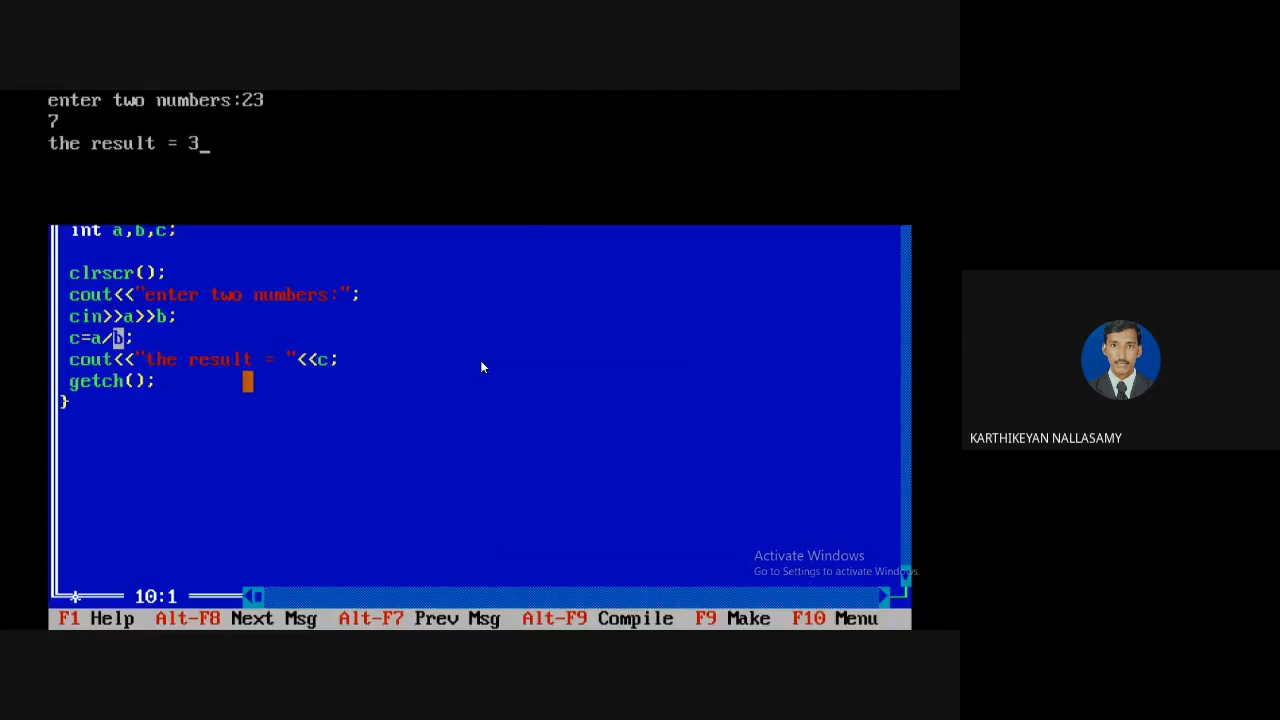 enter two numbers:23
7
the result = 3_
int a,b,c;
clrscr();
cout<<"enter two numbers:";
cin>>a>>b;
c=a/b;
cout<<"the result = "<<c;
getch();
}
KARTHIKEYAN NALLASAMY
Activate Windows
Go to Settings to activate Windows.
10:1
F1 Help Alt-F8 Next Msg Alt-F7 Prev Msg Alt-F9 Compile F9 Make F10 Menu